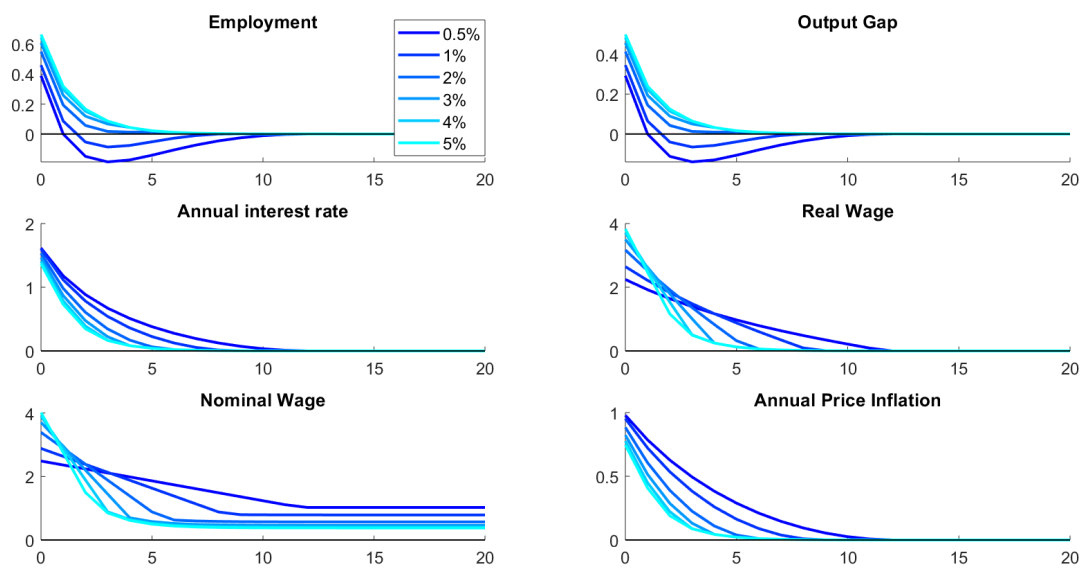 Employment
0.6
0.4
0.2
0
0 5 10 15 20
0.5%
1%
2%
3%
4%
5%
Output Gap
0.4
0.2
0
0 5 10 15 20
Annual interest rate
2
1
0
0 5 10 15 20
Real Wage
4
2
0
0 5 10 15 20
Nominal Wage
4
2
0
0 5 10 15 20
Annual Price Inflation
1
0.5
0
0 5 10 15 20